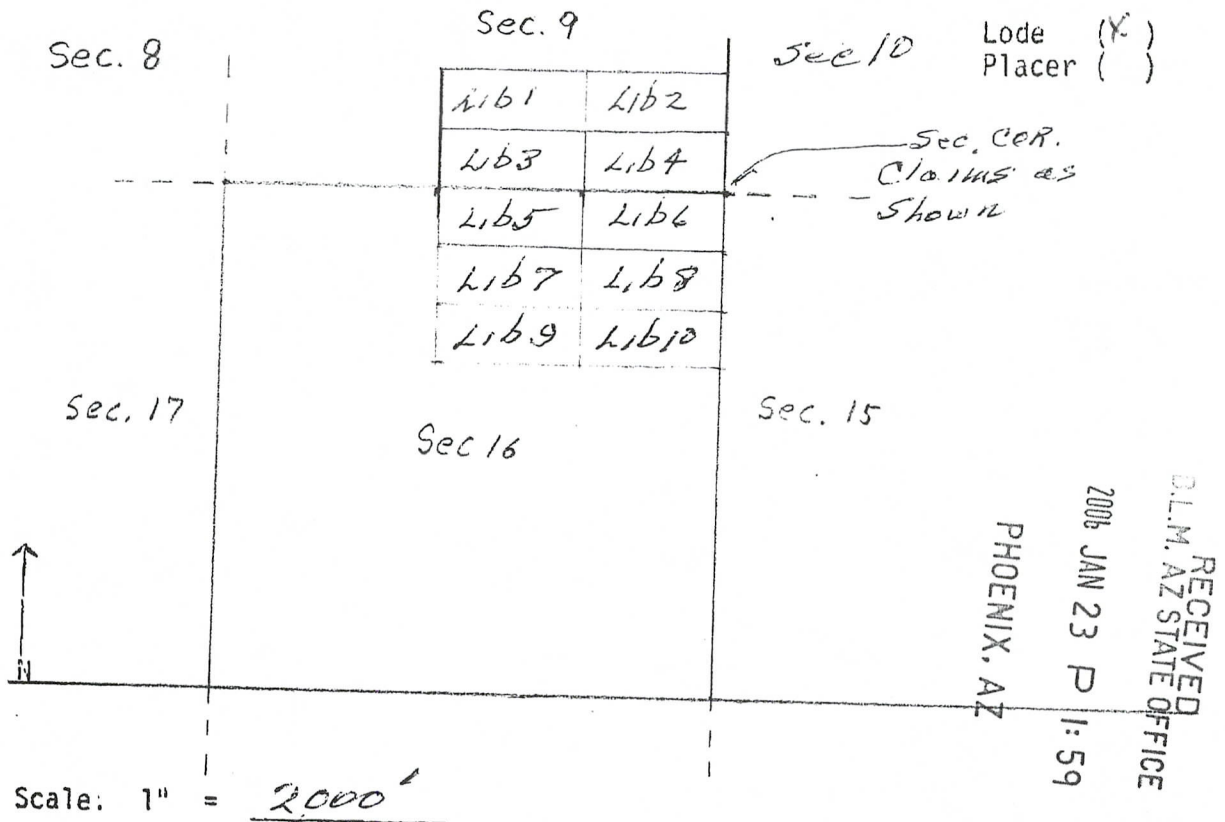 Sec. 9
Sec. 8
Sec 10
Lode (X)
Placer ( )
Lib1 Lib2
Lib3 Lib4
Sec. COR.
Claims as
Shown
Lib5 Lib6
Lib7 Lib8
Lib9 Lib10
Sec. 17
Sec. 15
Sec 16
N
RECEIVED
B.L.M. AZ STATE OFFICE
2006 JAN 23 P 1:59
PHOENIX, AZ
Scale: 1" = 2,000'